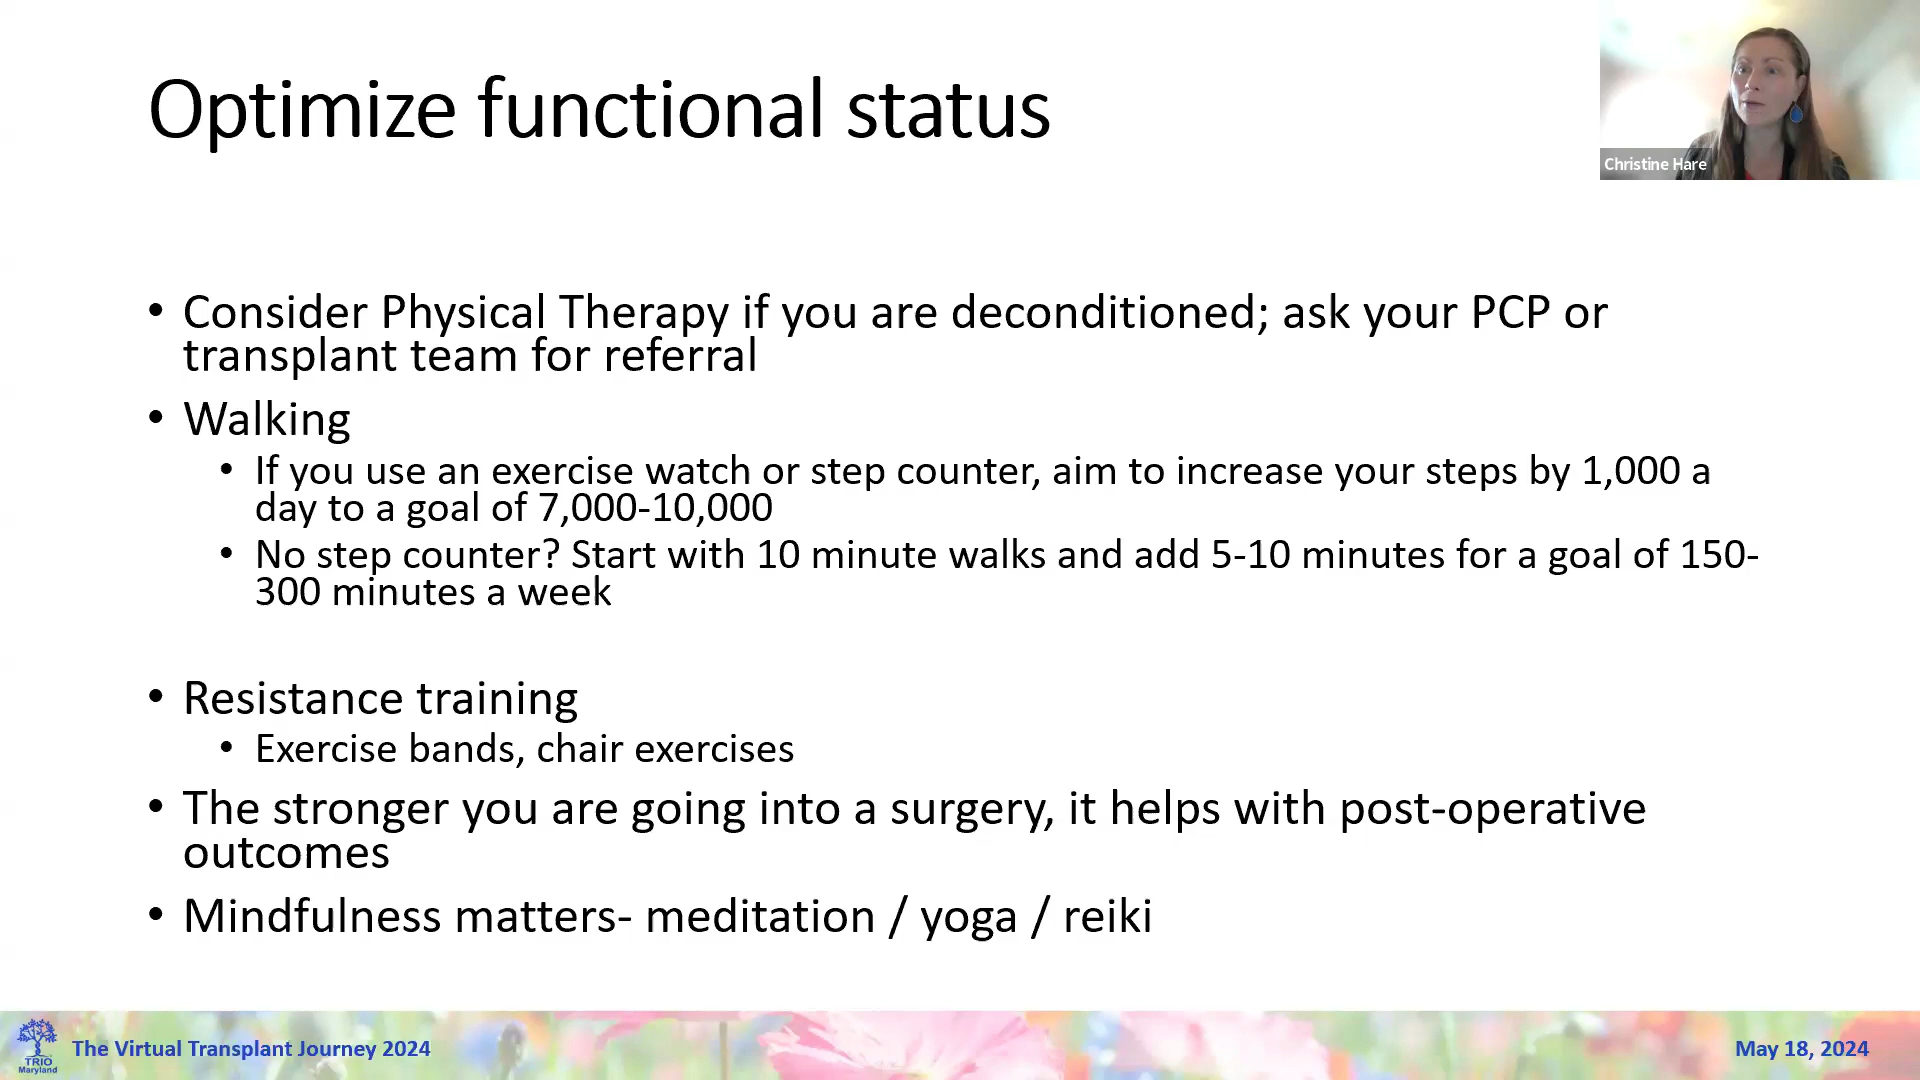 Optimize functional status
Christine Hare
• Consider Physical Therapy if you are deconditioned; ask your PCP or
transplant team for referral
• Walking
• If you use an exercise watch or step counter, aim to increase your steps by 1,000 a
day to a goal of 7,000-10,000
• No step counter? Start with 10 minute walks and add 5-10 minutes for a goal of 150-
300 minutes a week
• Resistance training
• Exercise bands, chair exercises
• The stronger you are going into a surgery, it helps with post-operative
outcomes
• Mindfulness matters- meditation / yoga / reiki
TRIO
Maryland
The Virtual Transplant Journey 2024
May 18, 2024